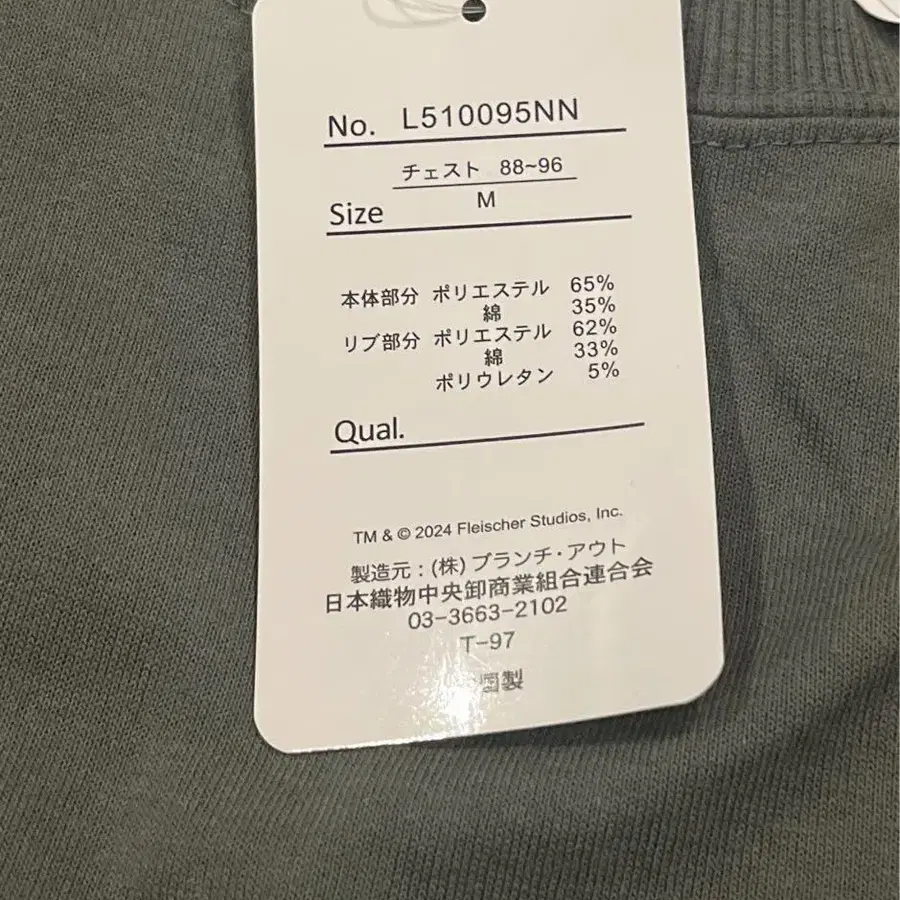 No. L510095NN
チェスト 88~96
Size M
本体部分 ポリエステル 65%
綿 35%
リブ部分 ポリエステル 62%
綿 33%
ポリウレタン 5%
Qual.
TM & © 2024 Fleischer Studios, Inc.
製造元:(株)ブランチ・アウト
日本織物中央卸商業組合連合会
03-3663-2102
T-97
国製